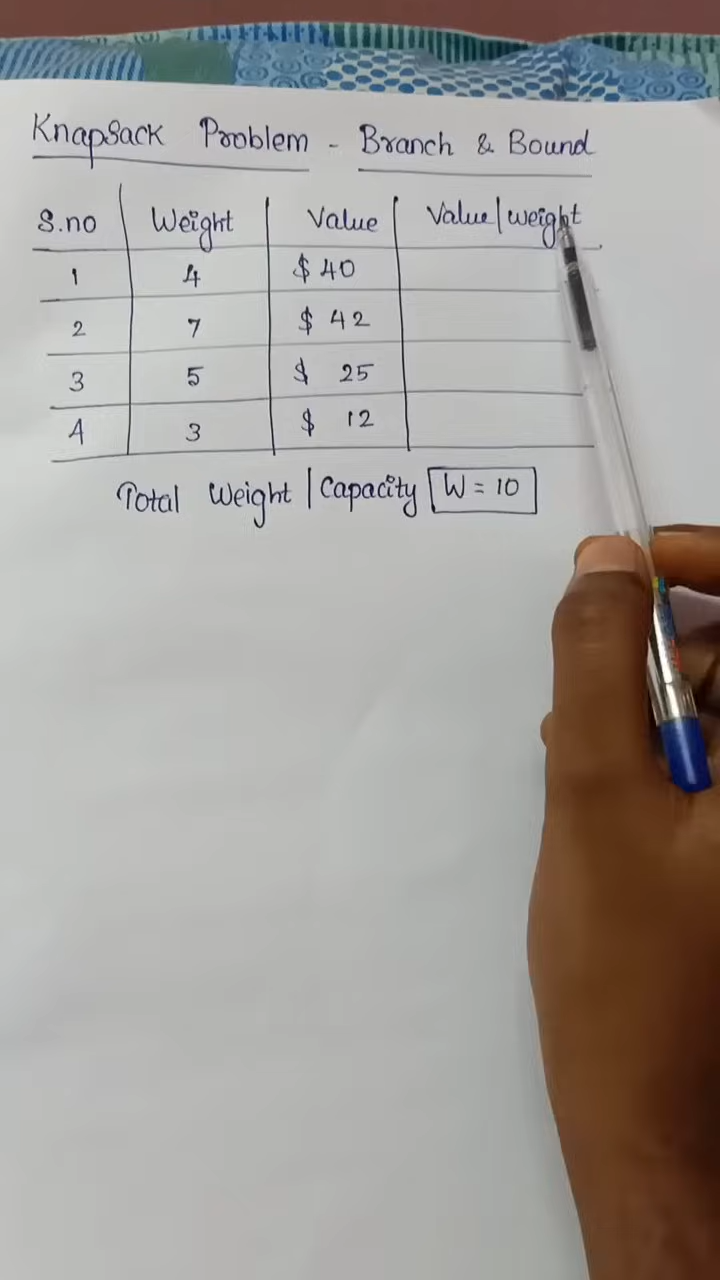 Knapsack Problem - Branch & Bound
S.no Weight Value Value | weight
1 4 $ 40
2 7 $ 42
3 5 $ 25
4 3 $ 12
Total Weight | Capacity W = 10